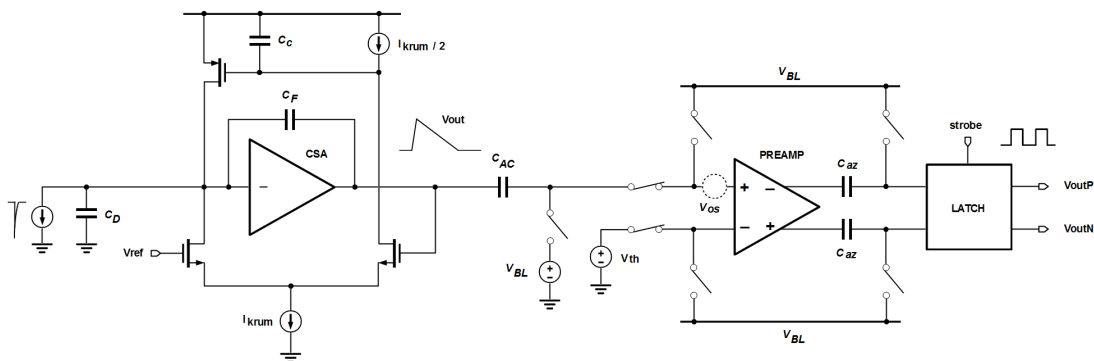 C_C
I_krum / 2
C_F
Vout
CSA
C_AC
C_D
Vref
I_krum
V_BL
V_BL
Vth
V_os
PREAMP
C_az
C_az
V_BL
strobe
LATCH
VoutP
VoutN